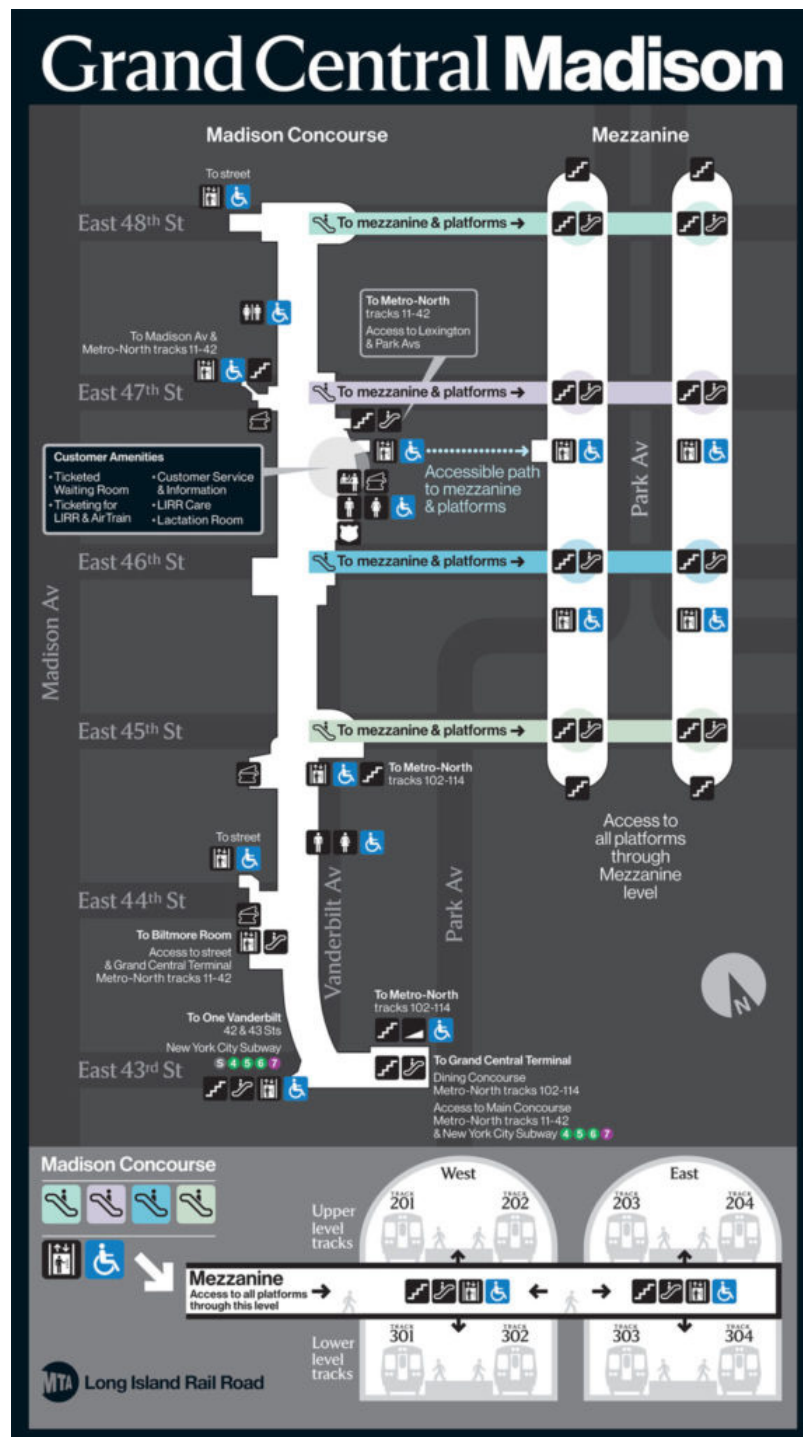 Grand Central Madison
Madison Concourse
Mezzanine
To street
East 48th St
To mezzanine & platforms →
To Metro-North
tracks 11-42
Access to Lexington
& Park Avs
To Madison Av &
Metro-North tracks 11-42
East 47th St
To mezzanine & platforms →
Customer Amenities
• Ticketed
Waiting Room
• Ticketing for
LIRR & AirTrain
• Customer Service
& Information
• LIRR Care
• Lactation Room
Accessible path
to mezzanine
& platforms
Park Av
East 46th St
To mezzanine & platforms →
Madison Av
East 45th St
To mezzanine & platforms →
To Metro-North
tracks 102-114
Access to
all platforms
through
Mezzanine
level
To street
East 44th St
Vanderbilt Av
Park Av
To Biltmore Room
Access to street
& Grand Central Terminal
Metro-North tracks 11-42
To One Vanderbilt
42 & 43 Sts
New York City Subway
S 4 5 6 7
To Metro-North
tracks 102-114
East 43rd St
To Grand Central Terminal
Dining Concourse
Metro-North tracks 102-114
Access to Main Concourse
Metro-North tracks 11-42
& New York City Subway 4 5 6 7
N
Madison Concourse
West
East
Upper
level
tracks
TRACK
201
TRACK
202
TRACK
203
TRACK
204
Mezzanine
Access to all platforms
through this level
Lower
level
tracks
TRACK
301
TRACK
302
TRACK
303
TRACK
304
MTA Long Island Rail Road